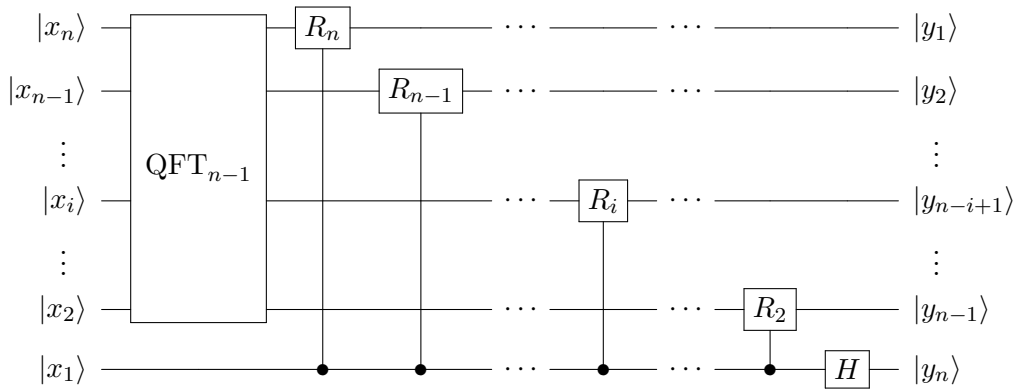 |x_n⟩ R_n ··· ··· |y_1⟩
|x_{n−1}⟩ R_{n−1} ··· ··· |y_2⟩
⋮ QFT_{n−1} ⋮
|x_i⟩ ··· R_i ··· |y_{n−i+1}⟩
⋮ ⋮
|x_2⟩ ··· ··· R_2 |y_{n−1}⟩
|x_1⟩ ··· ··· H |y_n⟩